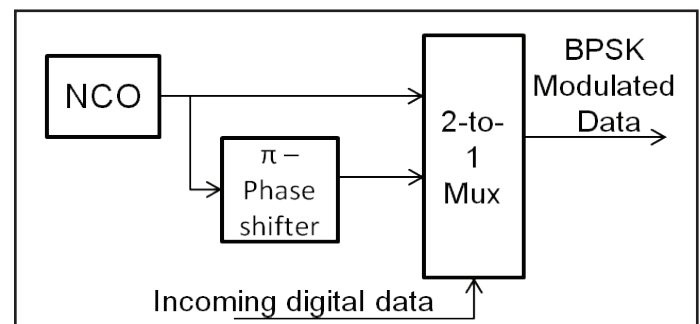 NCO
π –
Phase
shifter
2-to-
1
Mux
BPSK
Modulated
Data
Incoming digital data